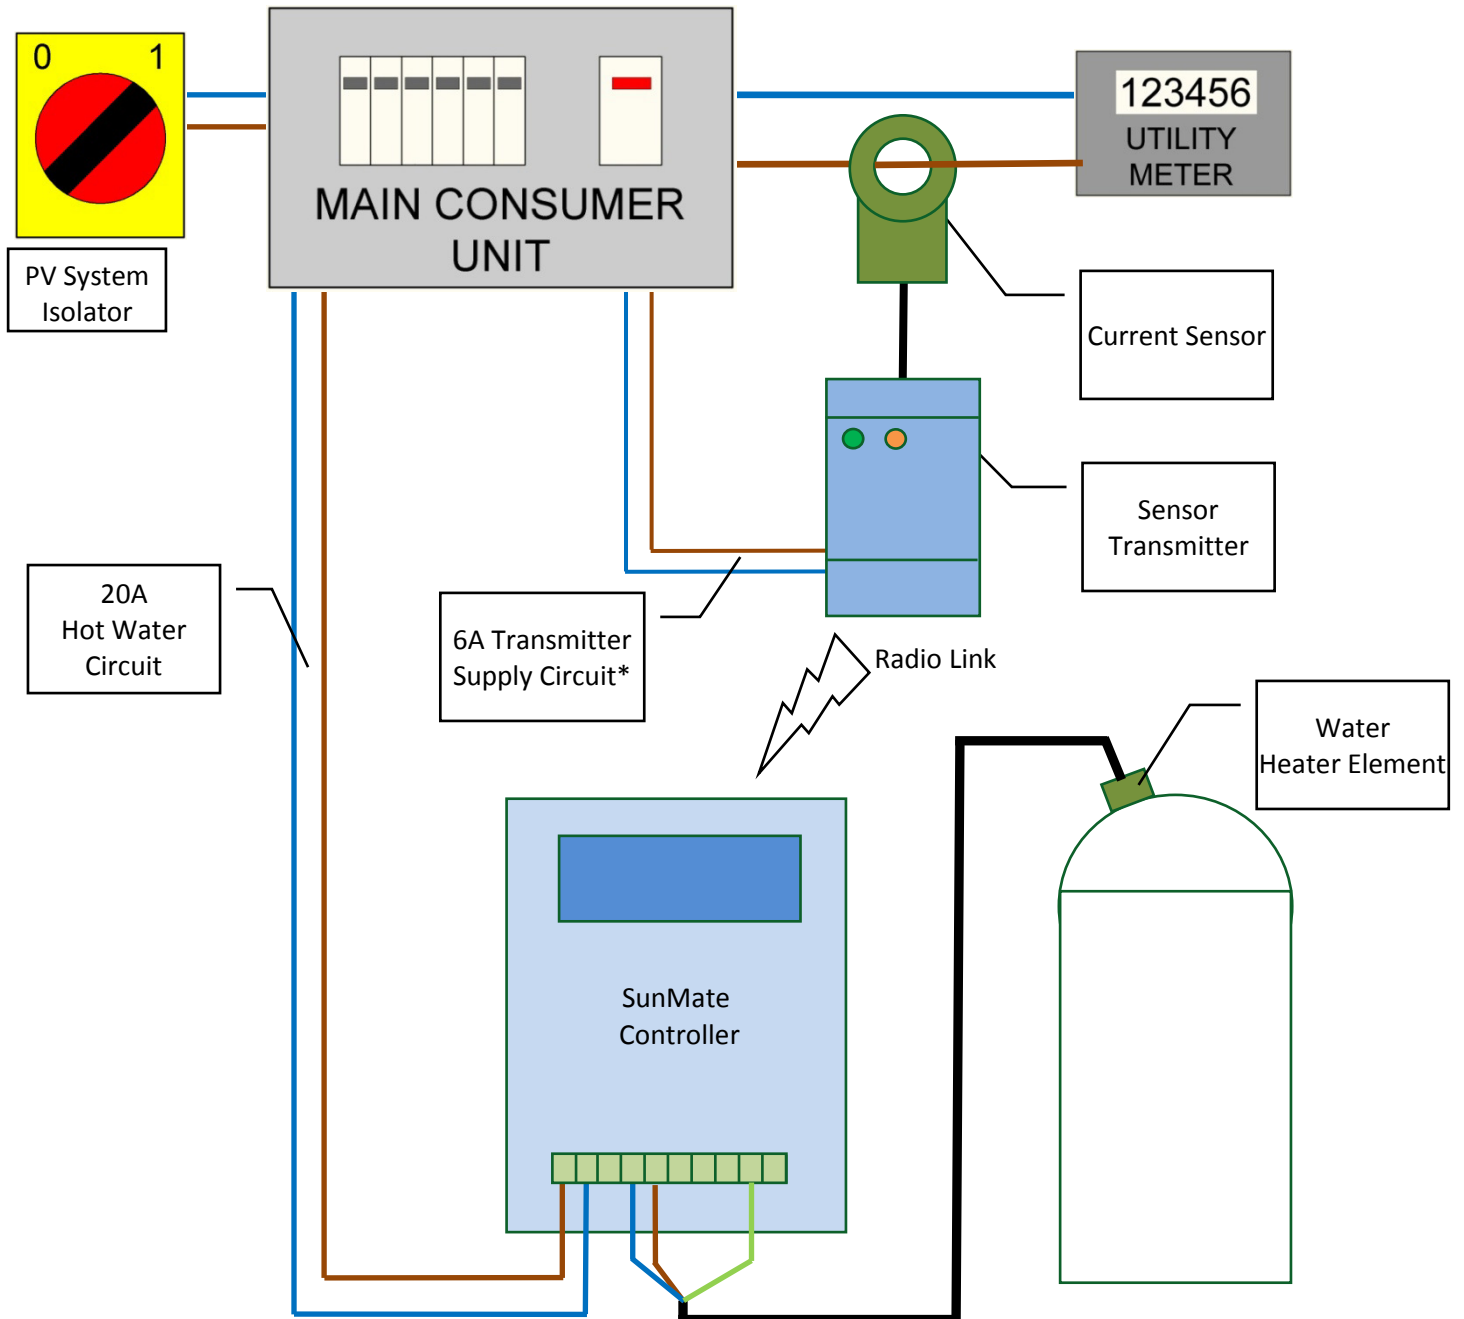 0 1
MAIN CONSUMER
UNIT
123456
UTILITY
METER
PV System
Isolator
Current Sensor
Sensor
Transmitter
20A
Hot Water
Circuit
6A Transmitter
Supply Circuit*
Radio Link
Water
Heater Element
SunMate
Controller